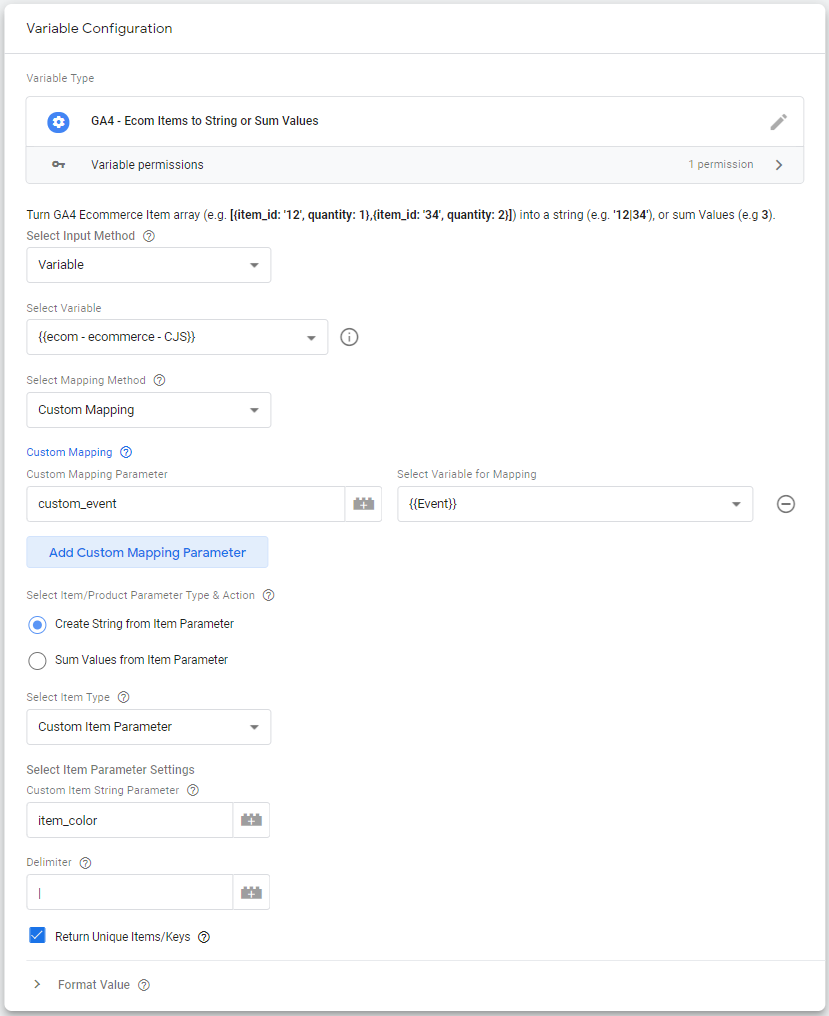 Variable Configuration
Variable Type
GA4 - Ecom Items to String or Sum Values
Variable permissions 1 permission
Turn GA4 Ecommerce Item array (e.g. [{item_id: '12', quantity: 1},{item_id: '34', quantity: 2}]) into a string (e.g. '12|34'), or sum Values (e.g 3).
Select Input Method
Variable
Select Variable
{{ecom - ecommerce - CJS}}
Select Mapping Method
Custom Mapping
Custom Mapping
Custom Mapping Parameter Select Variable for Mapping
custom_event {{Event}}
Add Custom Mapping Parameter
Select Item/Product Parameter Type & Action
Create String from Item Parameter
Sum Values from Item Parameter
Select Item Type
Custom Item Parameter
Select Item Parameter Settings
Custom Item String Parameter
item_color
Delimiter
|
Return Unique Items/Keys
Format Value